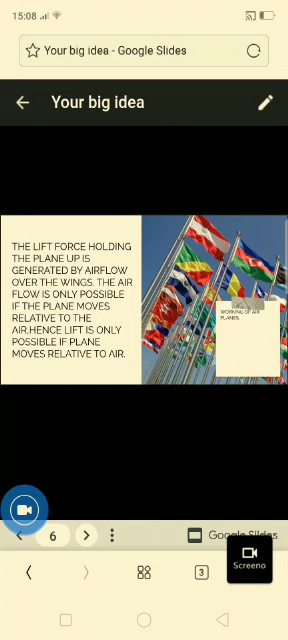 15:08
Your big idea - Google Slides
Your big idea
THE LIFT FORCE HOLDING
THE PLANE UP IS
GENERATED BY AIRFLOW
OVER THE WINGS. THE AIR
FLOW IS ONLY POSSIBLE
IF THE PLANE MOVES
RELATIVE TO THE
AIR.HENCE LIFT IS ONLY
POSSIBLE IF PLANE
MOVES RELATIVE TO AIR.
WORKING OF AIR
PLANES
6
Google Slides
3
Screeno